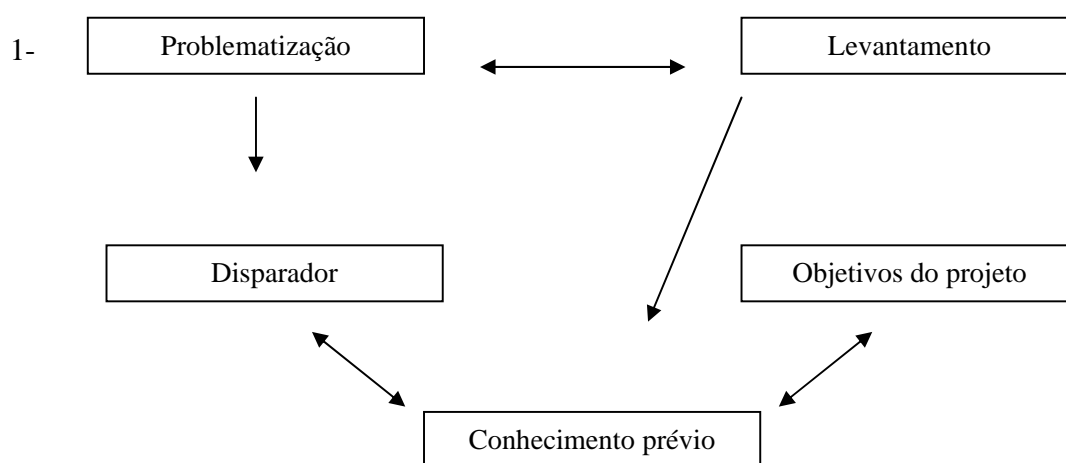 1-
Problematização
Levantamento
Disparador
Objetivos do projeto
Conhecimento prévio